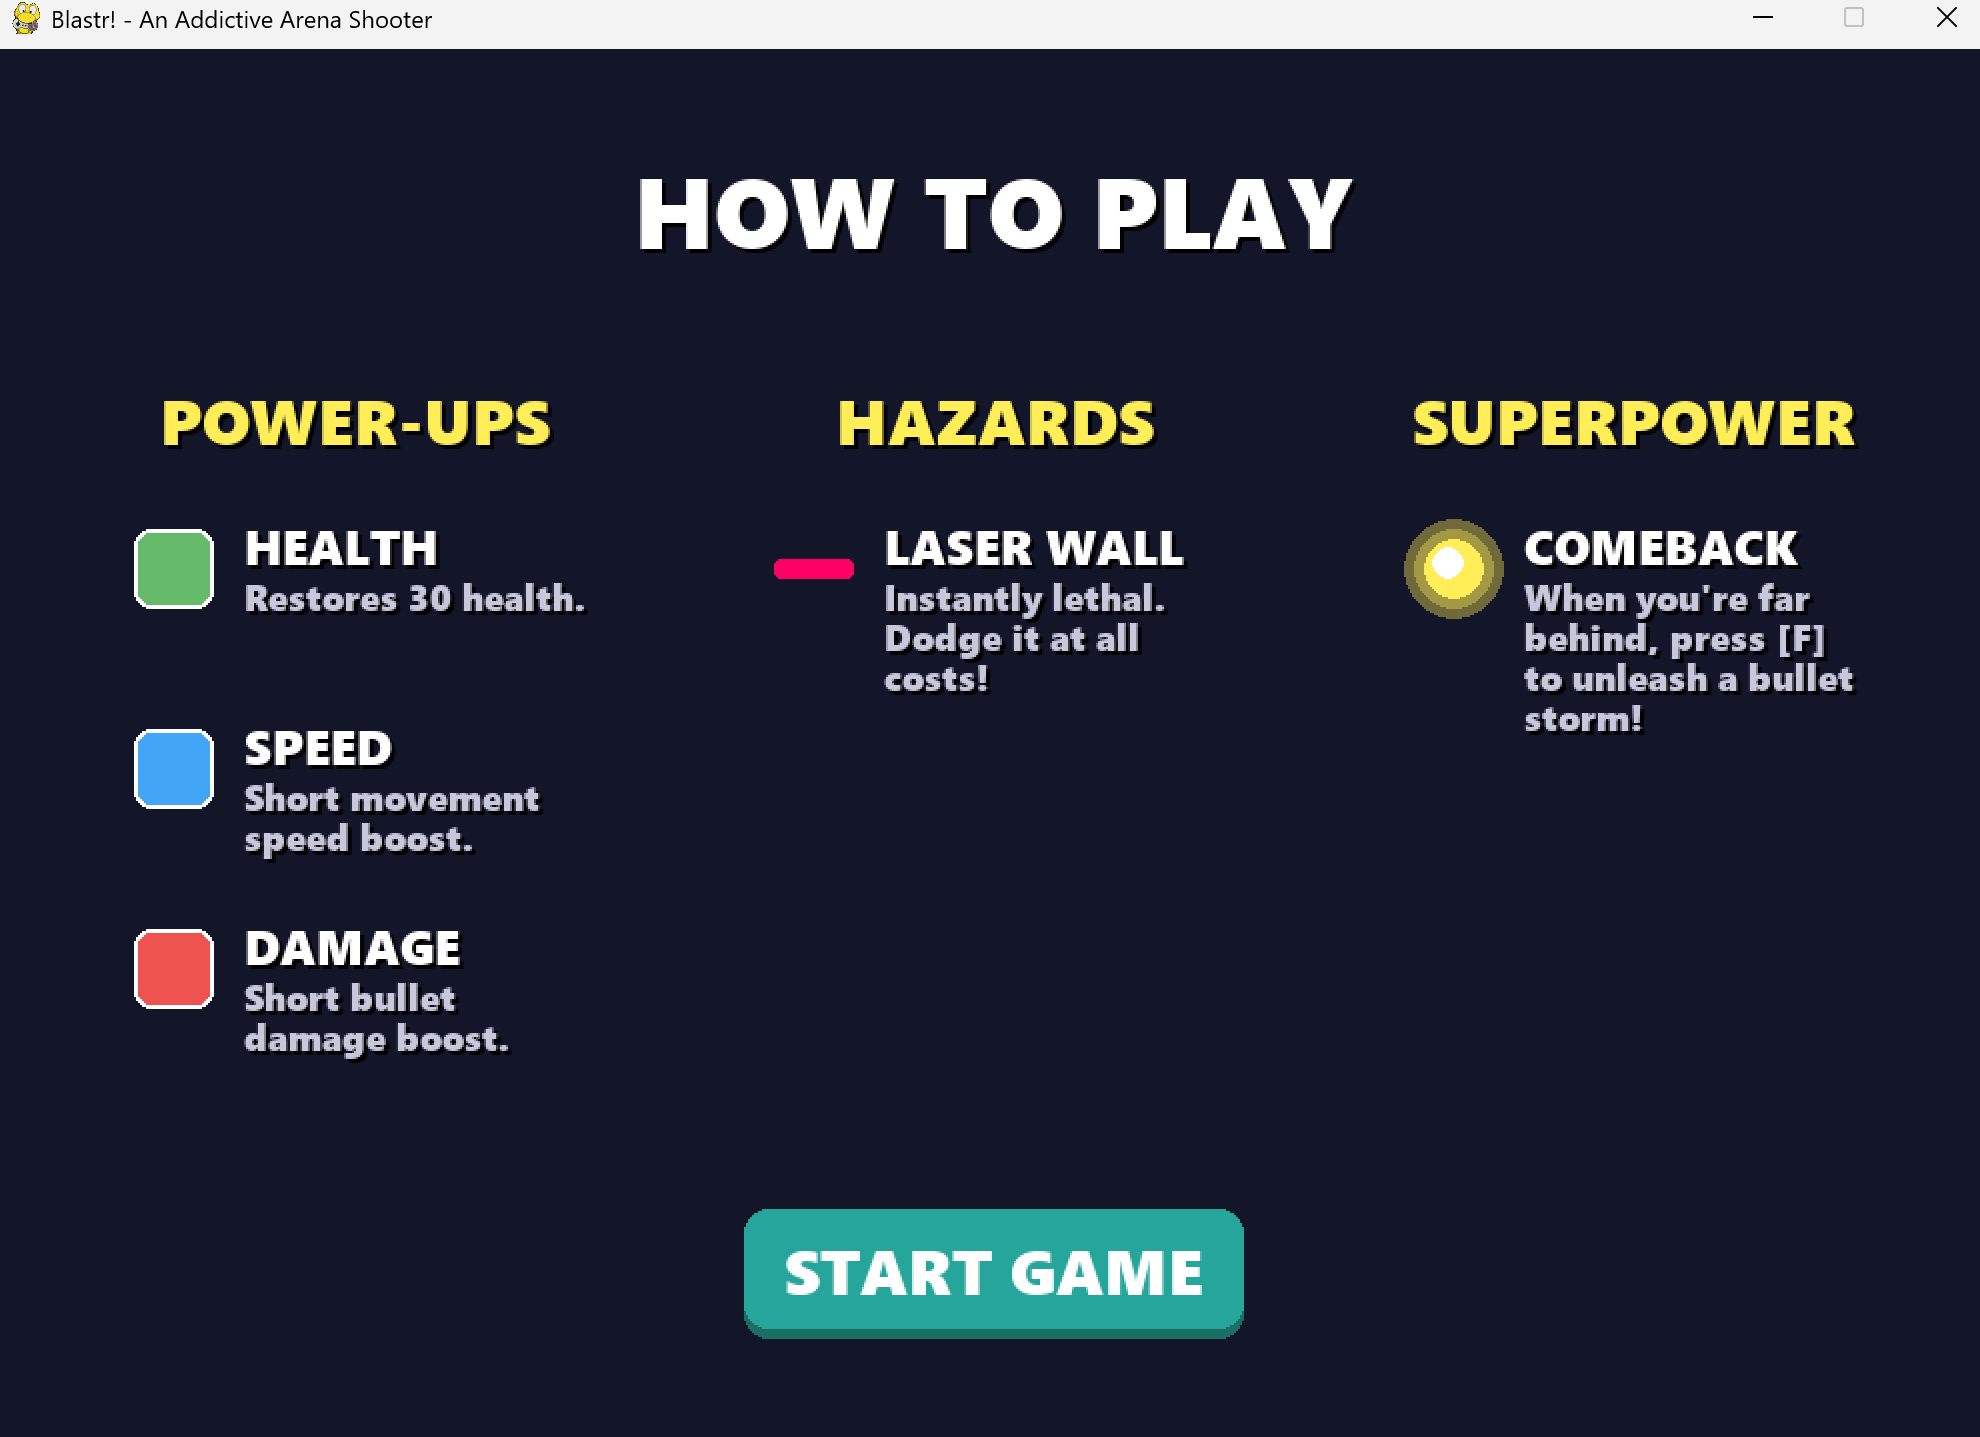 Blastr! - An Addictive Arena Shooter
HOW TO PLAY
POWER-UPS
HEALTH
Restores 30 health.
SPEED
Short movement
speed boost.
DAMAGE
Short bullet
damage boost.
HAZARDS
LASER WALL
Instantly lethal.
Dodge it at all
costs!
SUPERPOWER
COMEBACK
When you're far
behind, press [F]
to unleash a bullet
storm!
START GAME